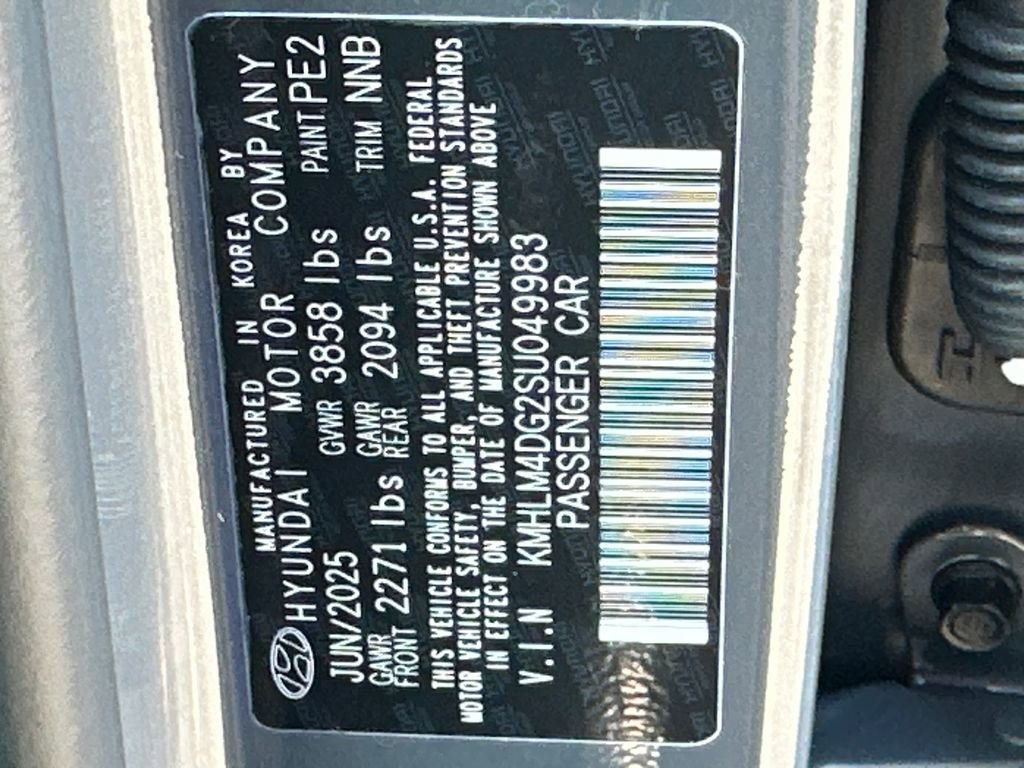 MANUFACTURED IN KOREA BY
HYUNDAI MOTOR COMPANY
JUN/2025 GVWR 3858 lbs PAINT PE2
GAWR FRONT 2271 lbs GAWR REAR 2094 lbs TRIM NNB
THIS VEHICLE CONFORMS TO ALL APPLICABLE U.S.A. FEDERAL
MOTOR VEHICLE SAFETY, BUMPER, AND THEFT PREVENTION STANDARDS
IN EFFECT ON THE DATE OF MANUFACTURE SHOWN ABOVE
V.I.N KMHLM4DG2SU049983
PASSENGER CAR